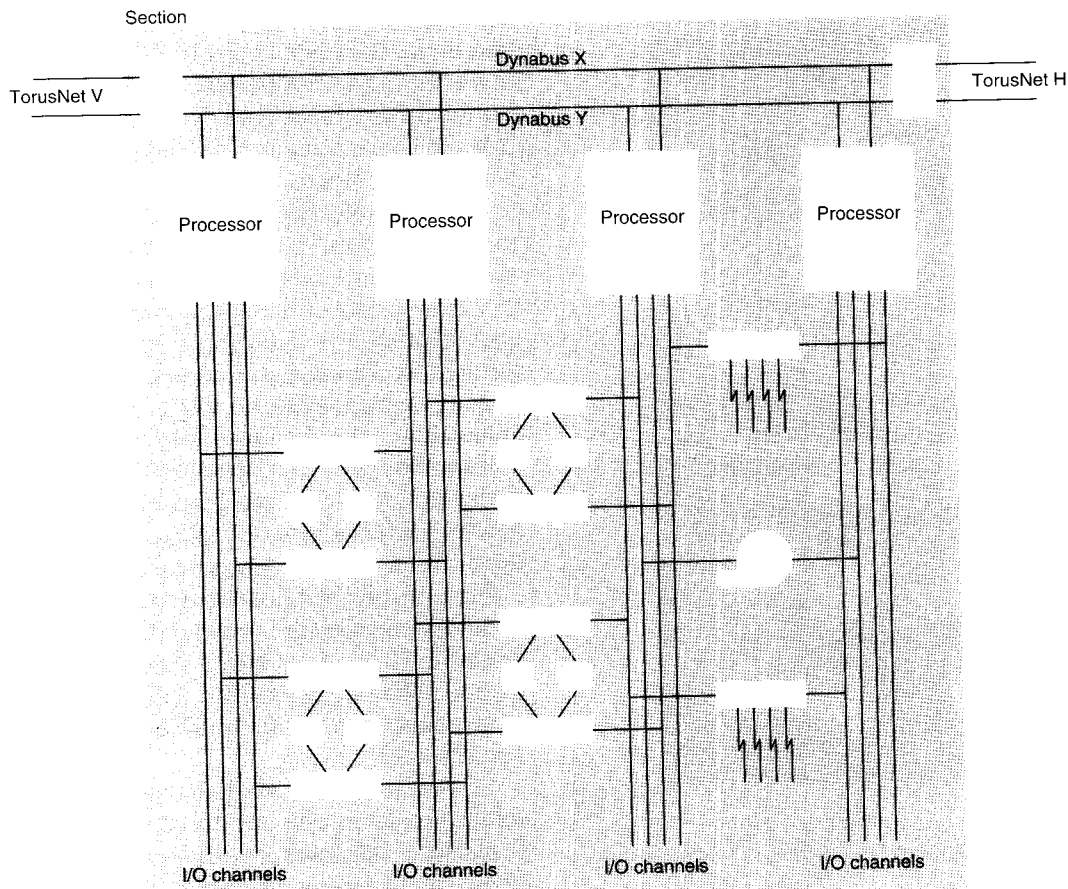 Section
Dynabus X
TorusNet V
TorusNet H
Dynabus Y
Processor
Processor
Processor
Processor
I/O channels
I/O channels
I/O channels
I/O channels